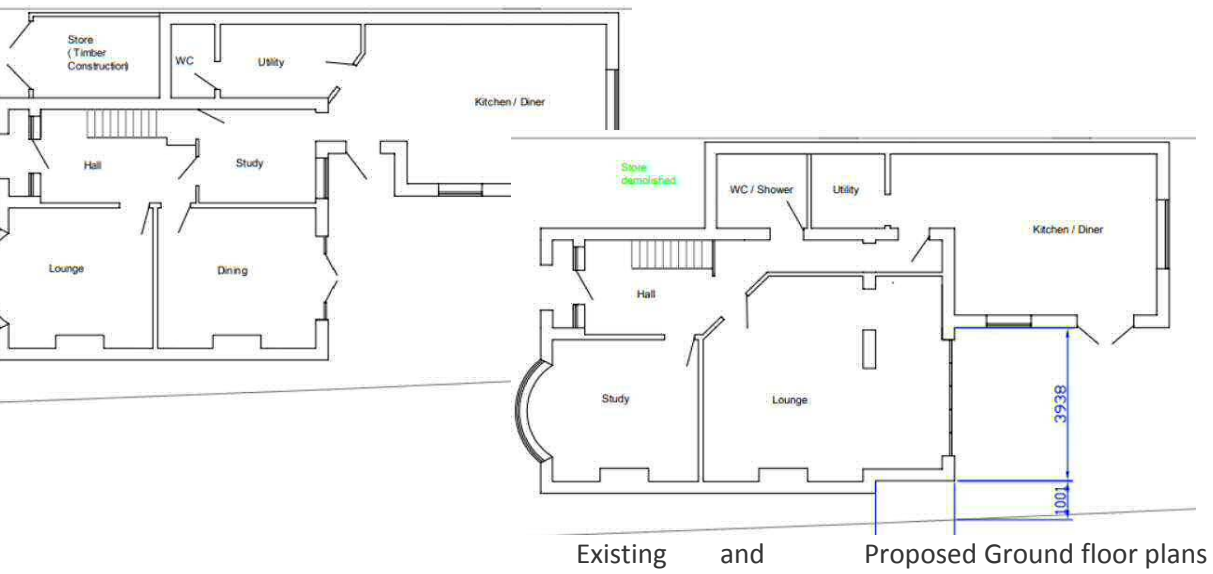 Store
( Timber
Construction)
WC
Utility
Kitchen / Diner
Hall
Study
Lounge
Dining
Store
demolished
WC / Shower
Utility
Kitchen / Diner
Hall
Study
Lounge
3938
1001
Existing and Proposed Ground floor plans